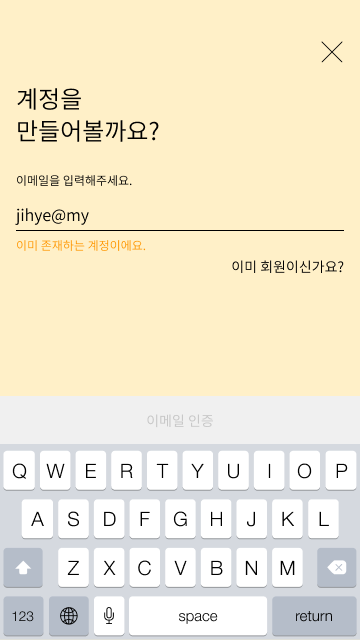 계정을
만들어볼까요?
이메일을 입력해주세요.
jihye@my
이미 존재하는 계정이에요.
이미 회원이신가요?
이메일 인증
Q W E R T Y U I O P
A S D F G H J K L
Z X C V B N M
123 space return